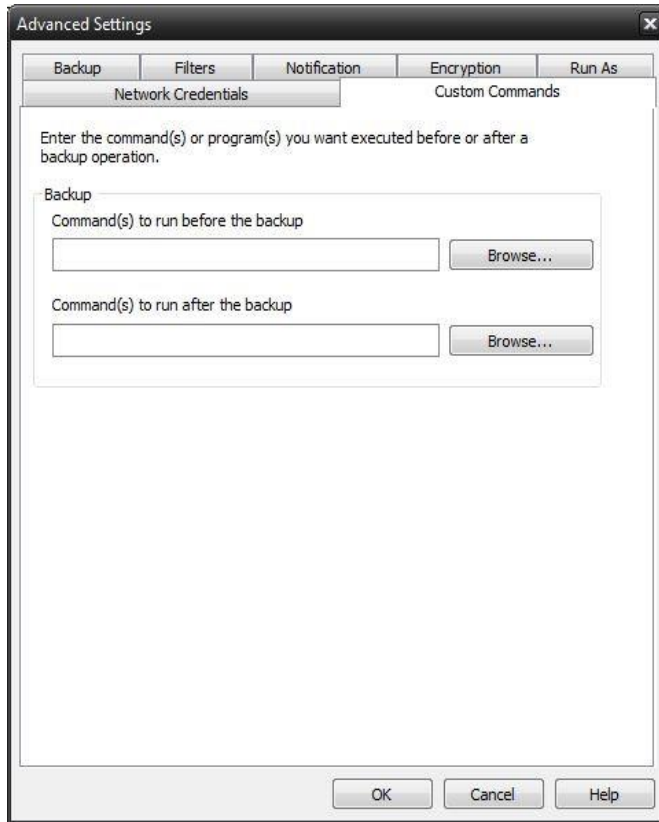 Advanced Settings
Backup Filters Notification Encryption Run As
Network Credentials Custom Commands
Enter the command(s) or program(s) you want executed before or after a
backup operation.
Backup
Command(s) to run before the backup
Browse...
Command(s) to run after the backup
Browse...
OK Cancel Help